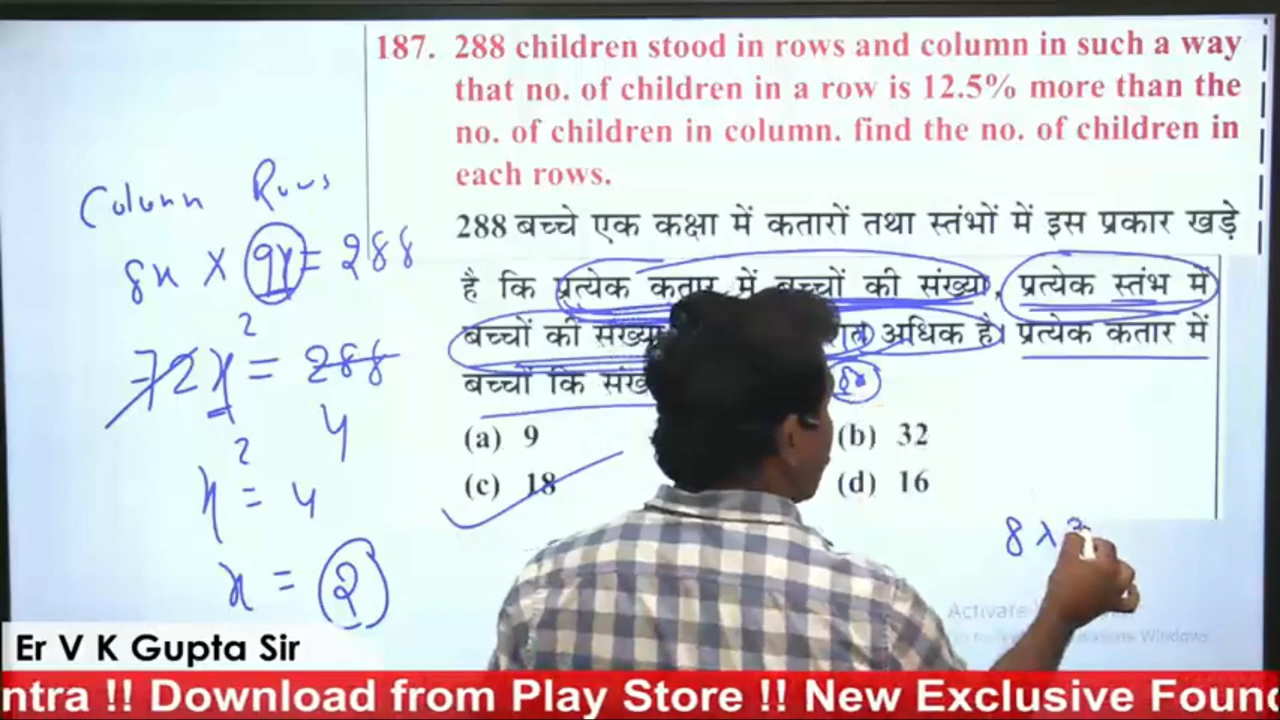 187. 288 children stood in rows and column in such a way
that no. of children in a row is 12.5% more than the
no. of children in column. find the no. of children in
each rows.
288 बच्चे एक कक्षा में कतारों तथा स्तंभों में इस प्रकार खड़े
है कि प्रत्येक कतार में बच्चों की संख्या, प्रत्येक स्तंभ में
बच्चों की संख्या अधिक है। प्रत्येक कतार में
बच्चों कि
(a) 9 (b) 32
(c) 18 (d) 16
Column Rows
8x × 9x = 288
72x² = 288
4
x² = 4
x = 2
8 ×
Activate
Windows
Er V K Gupta Sir
ntra !! Download from Play Store !! New Exclusive Found